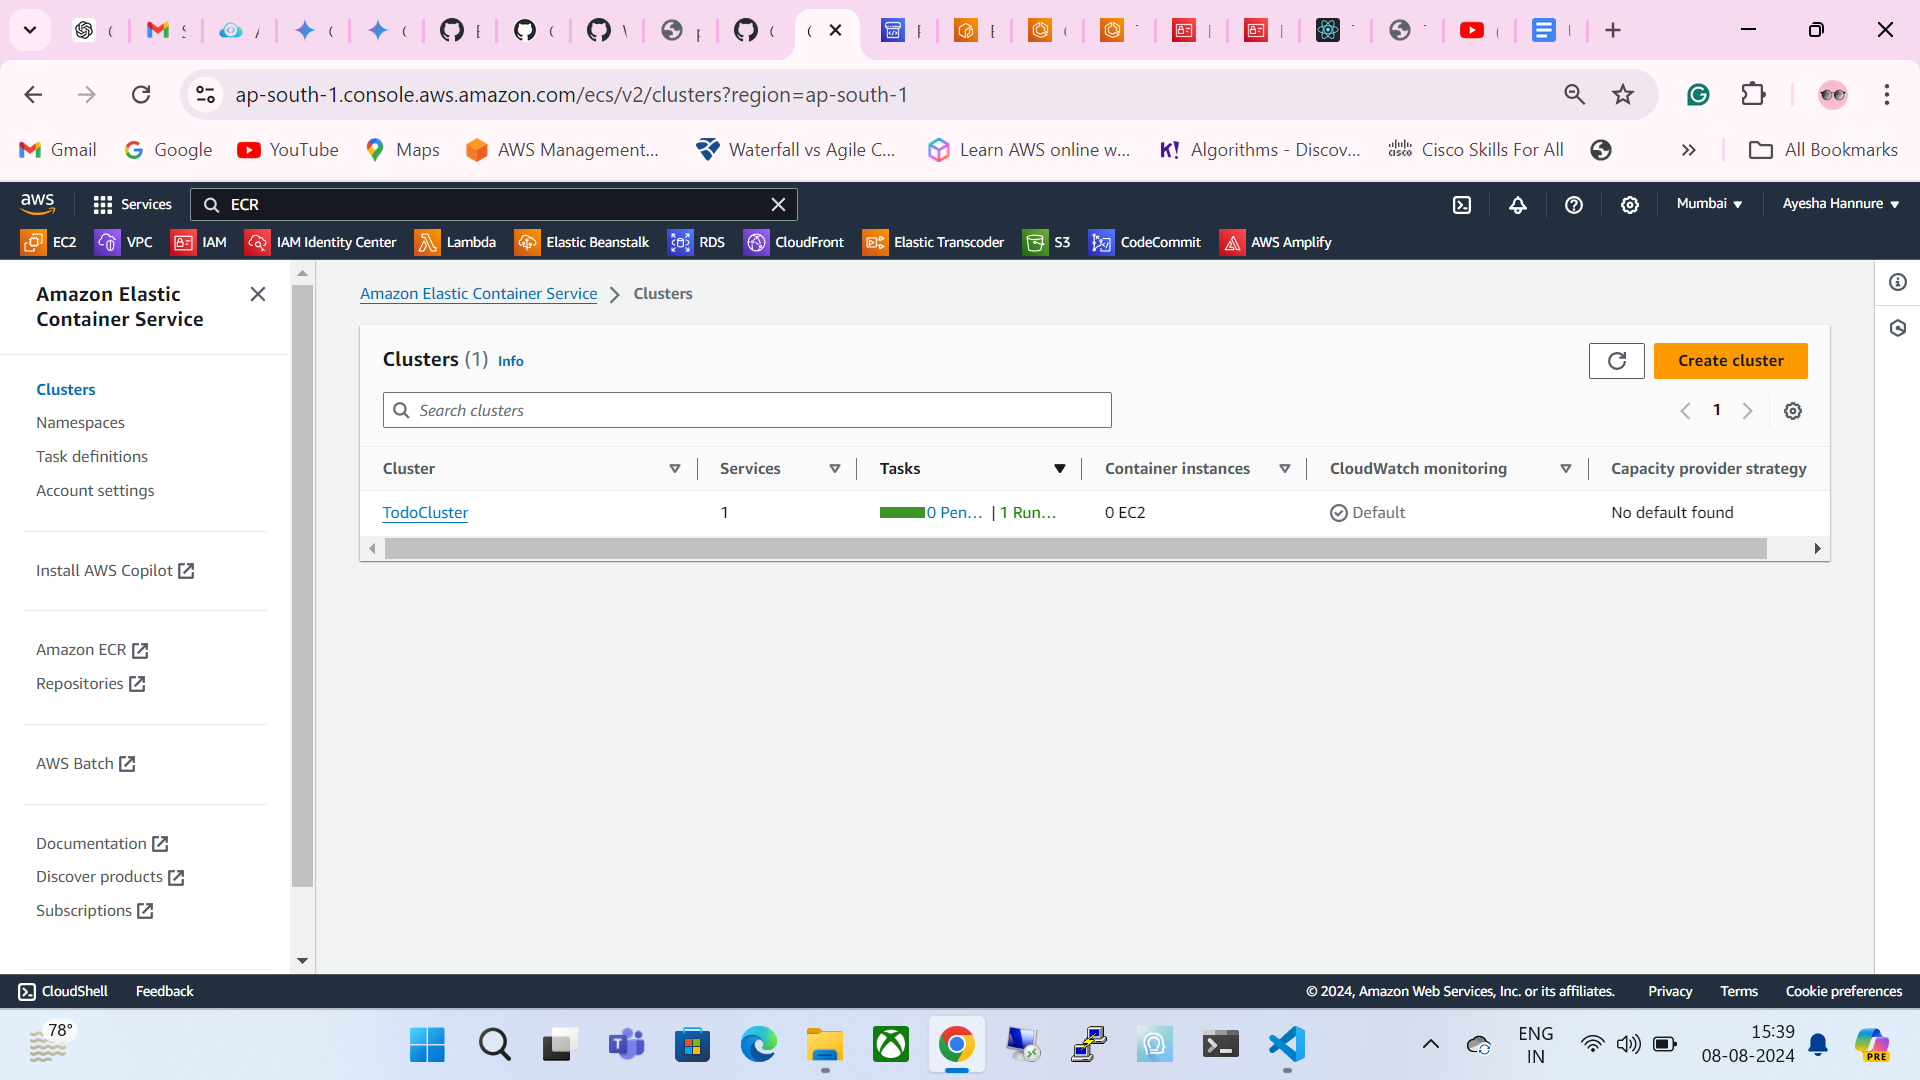 ap-south-1.console.aws.amazon.com/ecs/v2/clusters?region=ap-south-1
Gmail
Google
YouTube
Maps
AWS Management...
Waterfall vs Agile C...
Learn AWS online w...
Algorithms - Discov...
Cisco Skills For All
»
All Bookmarks
aws
Services
ECR
Mumbai
Ayesha Hannure
EC2
VPC
IAM
IAM Identity Center
Lambda
Elastic Beanstalk
RDS
CloudFront
Elastic Transcoder
S3
CodeCommit
AWS Amplify
Amazon Elastic
Container Service
Clusters
Namespaces
Task definitions
Account settings
Install AWS Copilot
Amazon ECR
Repositories
AWS Batch
Documentation
Discover products
Subscriptions
Amazon Elastic Container Service
Clusters
Clusters (1) Info
Create cluster
Search clusters
1
Cluster
Services
Tasks
Container instances
CloudWatch monitoring
Capacity provider strategy
TodoCluster
1
0 Pen... | 1 Run...
0 EC2
Default
No default found
CloudShell
Feedback
© 2024, Amazon Web Services, Inc. or its affiliates.
Privacy
Terms
Cookie preferences
78°
ENG
IN
15:39
08-08-2024
PRE